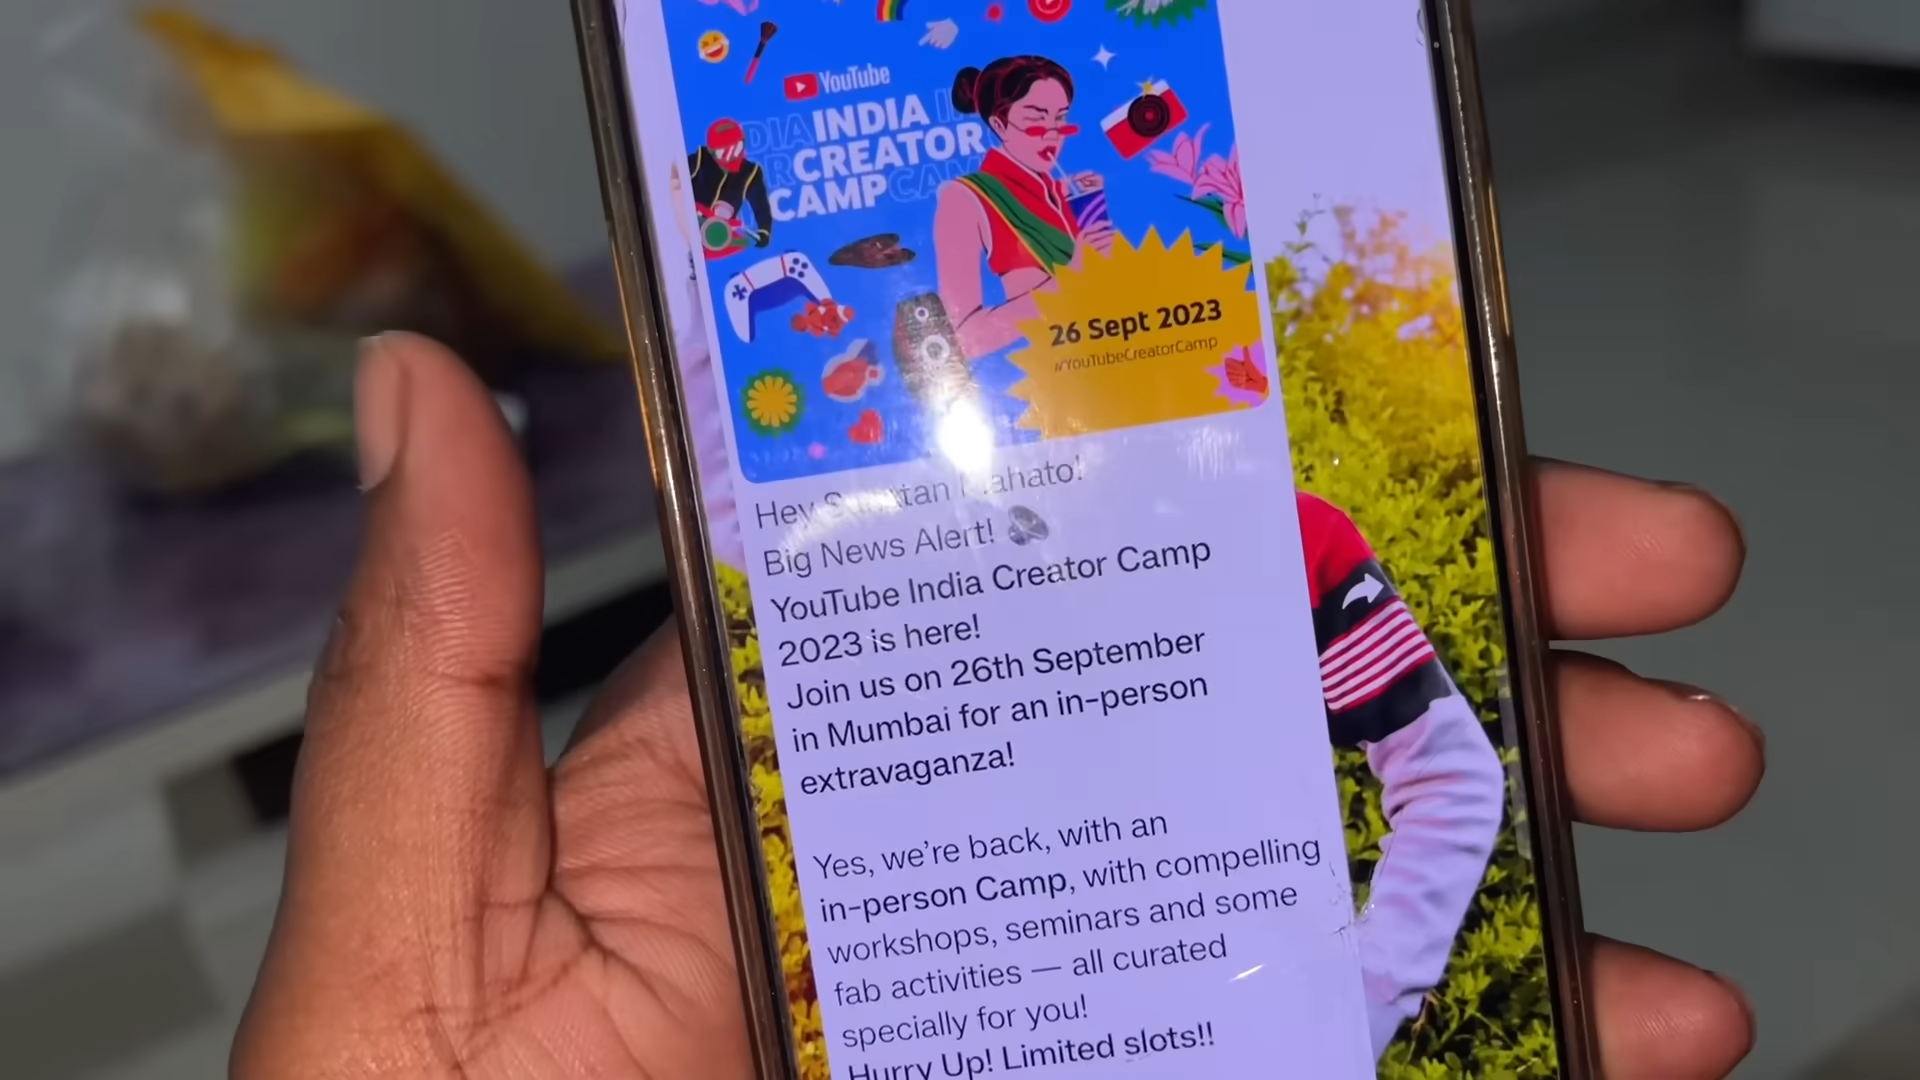 YouTube
INDIA
CREATOR
CAMP
26 Sept 2023
#YouTubeCreatorCamp
Hey
Big News Alert!
YouTube India Creator Camp
2023 is here!
Join us on 26th September
in Mumbai for an in-person
extravaganza!
Yes, we're back, with an
in-person Camp, with compelling
workshops, seminars and some
fab activities — all curated
specially for you!
Hurry Up! Limited slots!!